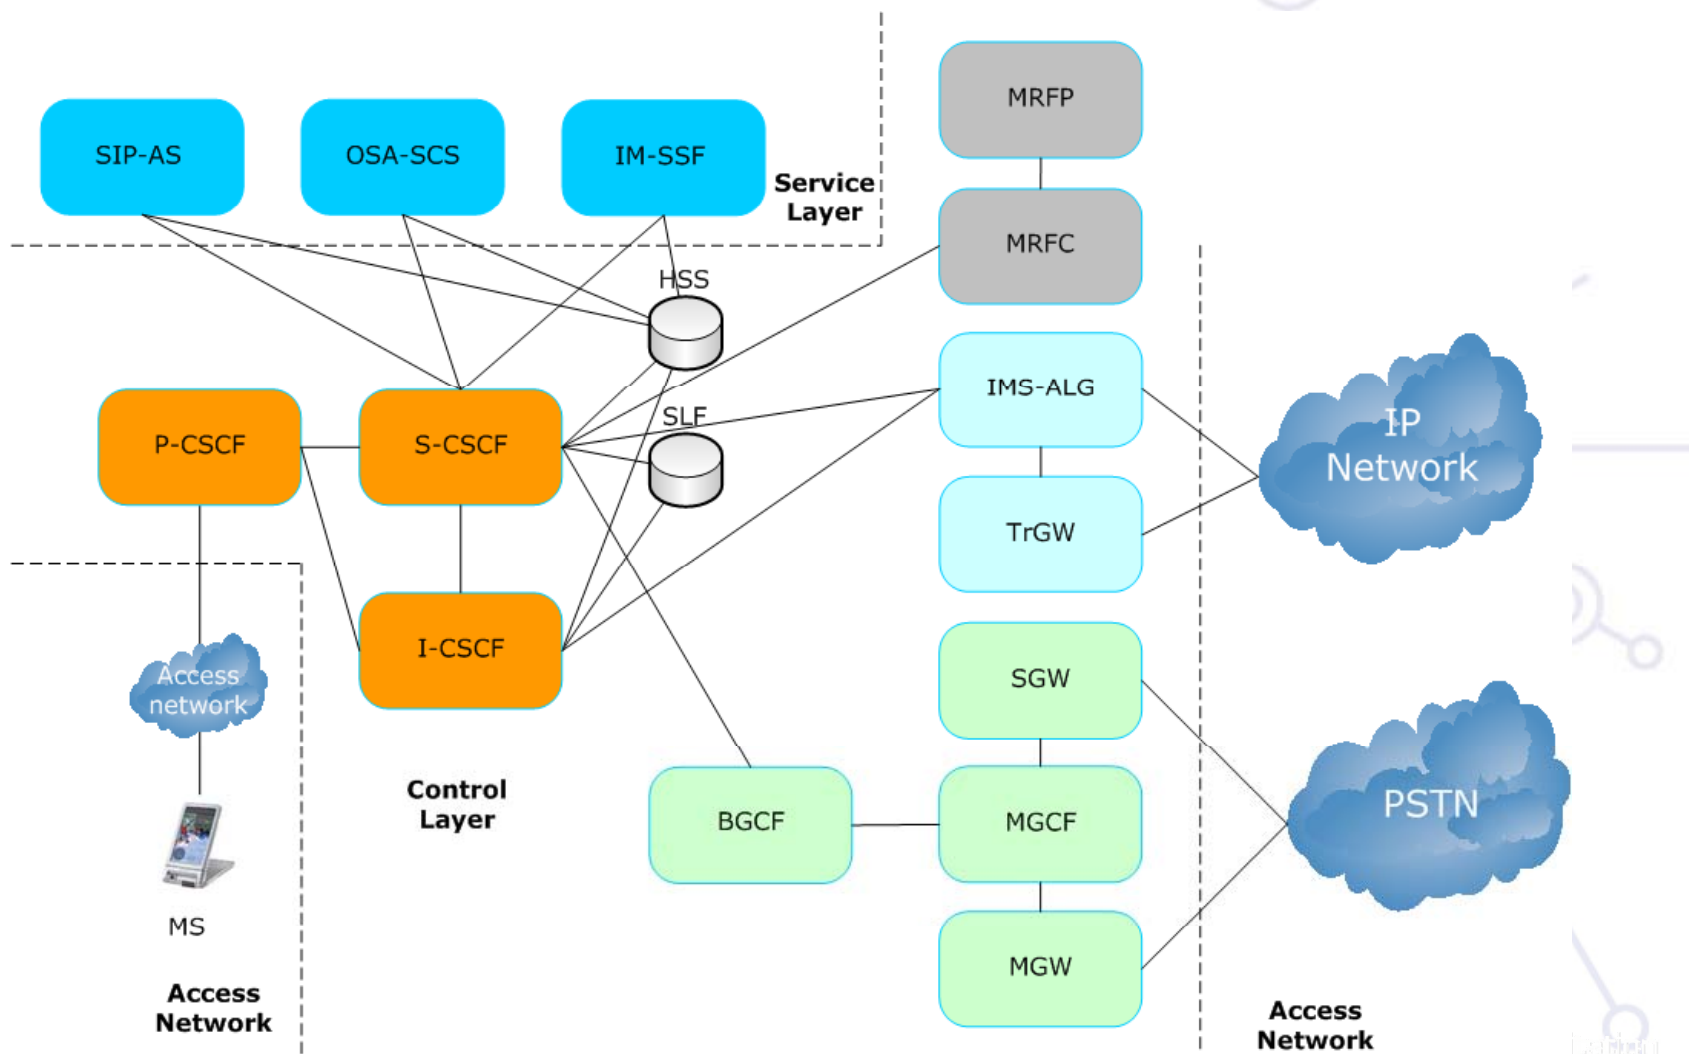 MRFP
SIP-AS
OSA-SCS
IM-SSF
Service
Layer
MRFC
HSS
IMS-ALG
SLF
P-CSCF
S-CSCF
IP
Network
TrGW
I-CSCF
Access
network
SGW
Control
Layer
BGCF
MGCF
PSTN
MS
MGW
Access
Network
Access
Network